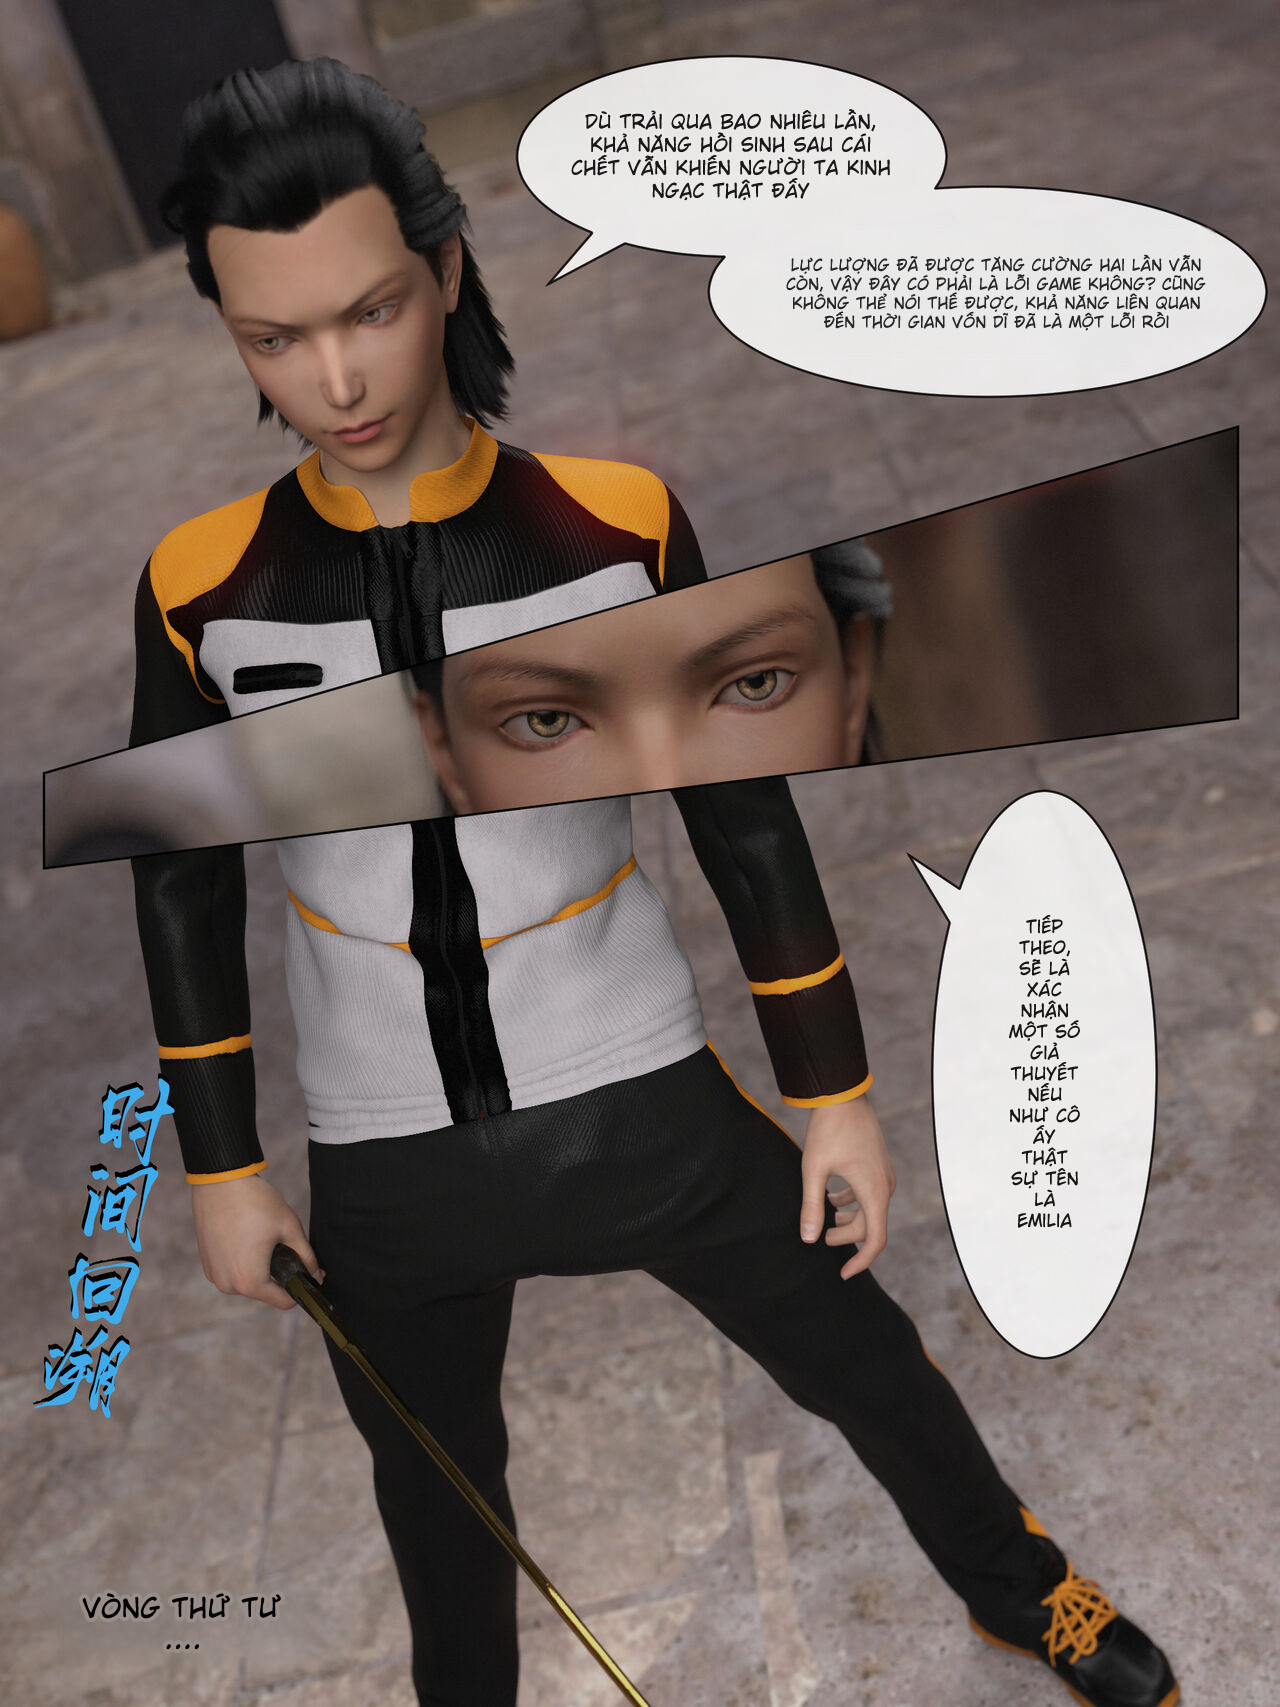 DÙ TRẢI QUA BAO NHIÊU LẦN,
KHẢ NĂNG HỒI SINH SAU CÁI
CHẾT VẪN KHIẾN NGƯỜI TA KINH
NGẠC THẬT ĐẤY
LỰC LƯỢNG ĐÃ ĐƯỢC TĂNG CƯỜNG HAI LẦN VẪN
CÒN, VẬY ĐÂY CÓ PHẢI LÀ LỖI GAME KHÔNG? CŨNG
KHÔNG THỂ NÓI THẾ ĐƯỢC, KHẢ NĂNG LIÊN QUAN
ĐẾN THỜI GIAN VỐN DĨ ĐÃ LÀ MỘT LỖI RỒI
TIẾP
THEO,
SẼ LÀ
XÁC
NHẬN
MỘT SỐ
GIẢ
THUYẾT
NẾU
NHƯ CÔ
ẤY
THẬT
SỰ TÊN
LÀ
EMILIA
时间回溯
VÒNG THỨ TƯ
....